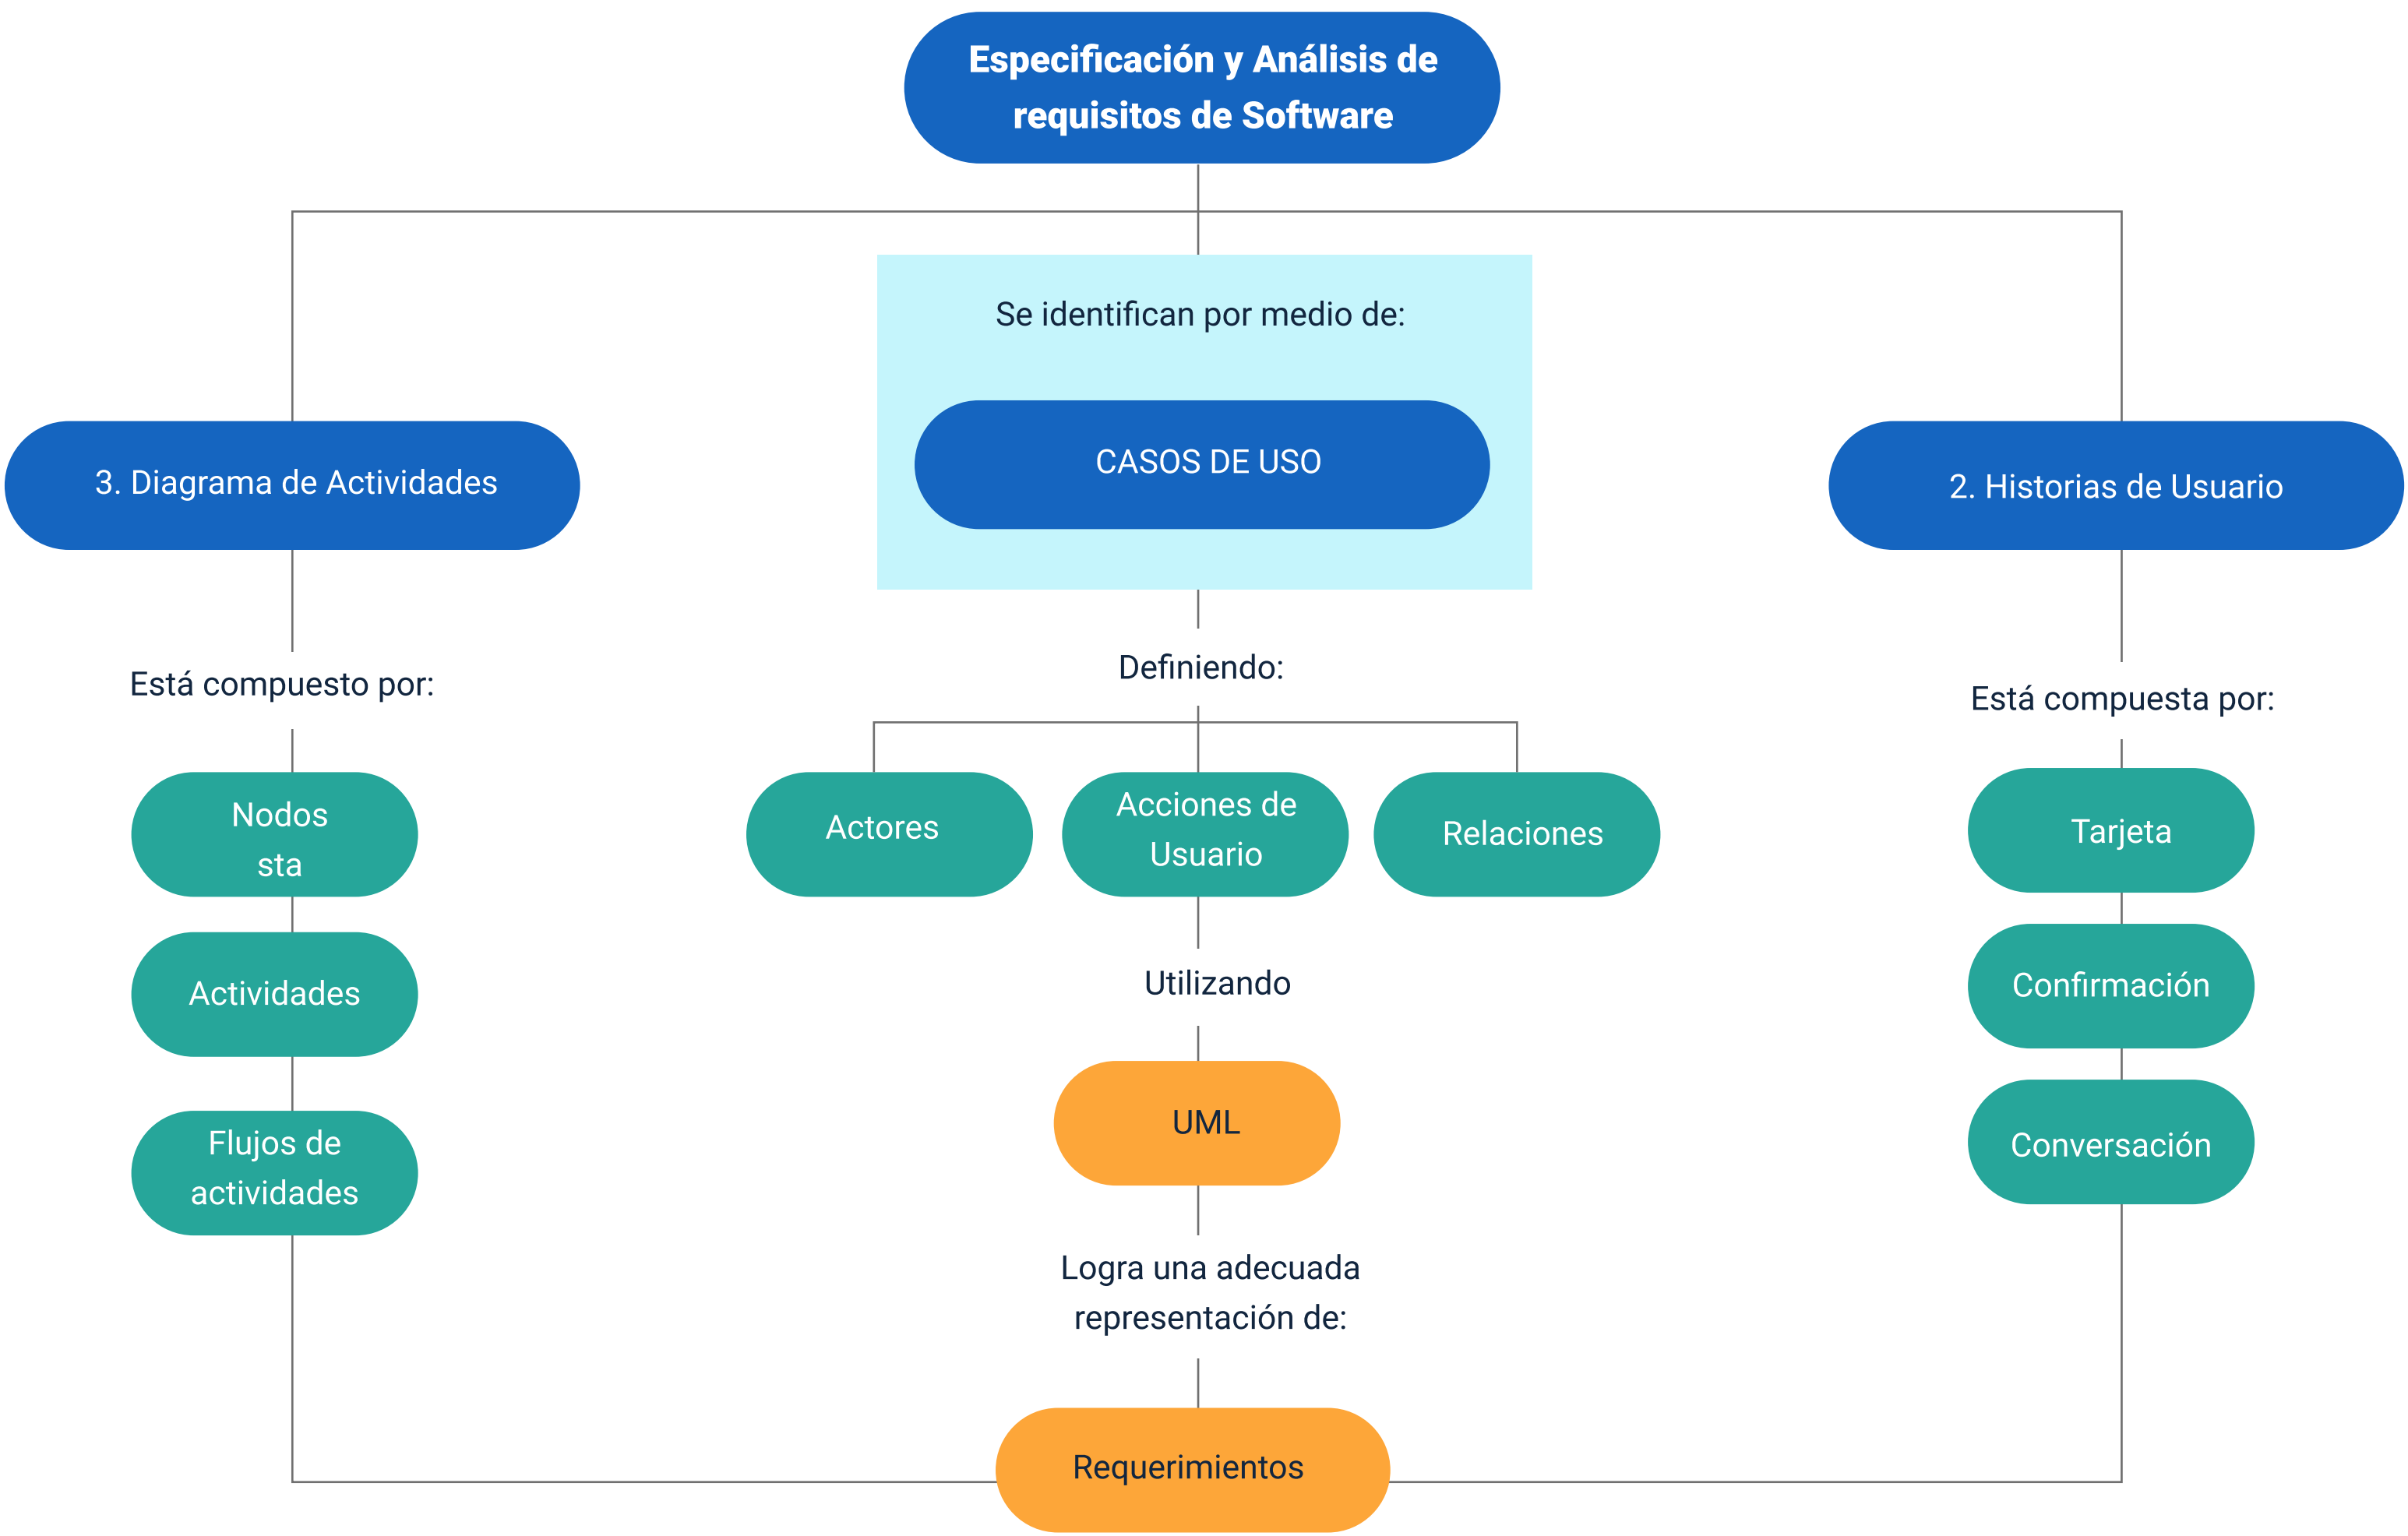 Especificación y Análisis de
requisitos de Software
Se identifican por medio de:
CASOS DE USO
3. Diagrama de Actividades
2. Historias de Usuario
Está compuesto por:
Definiendo:
Está compuesta por:
Nodos
sta
Actividades
Flujos de
actividades
Actores
Acciones de
Usuario
Relaciones
Utilizando
UML
Logra una adecuada
representación de:
Tarjeta
Confirmación
Conversación
Requerimientos